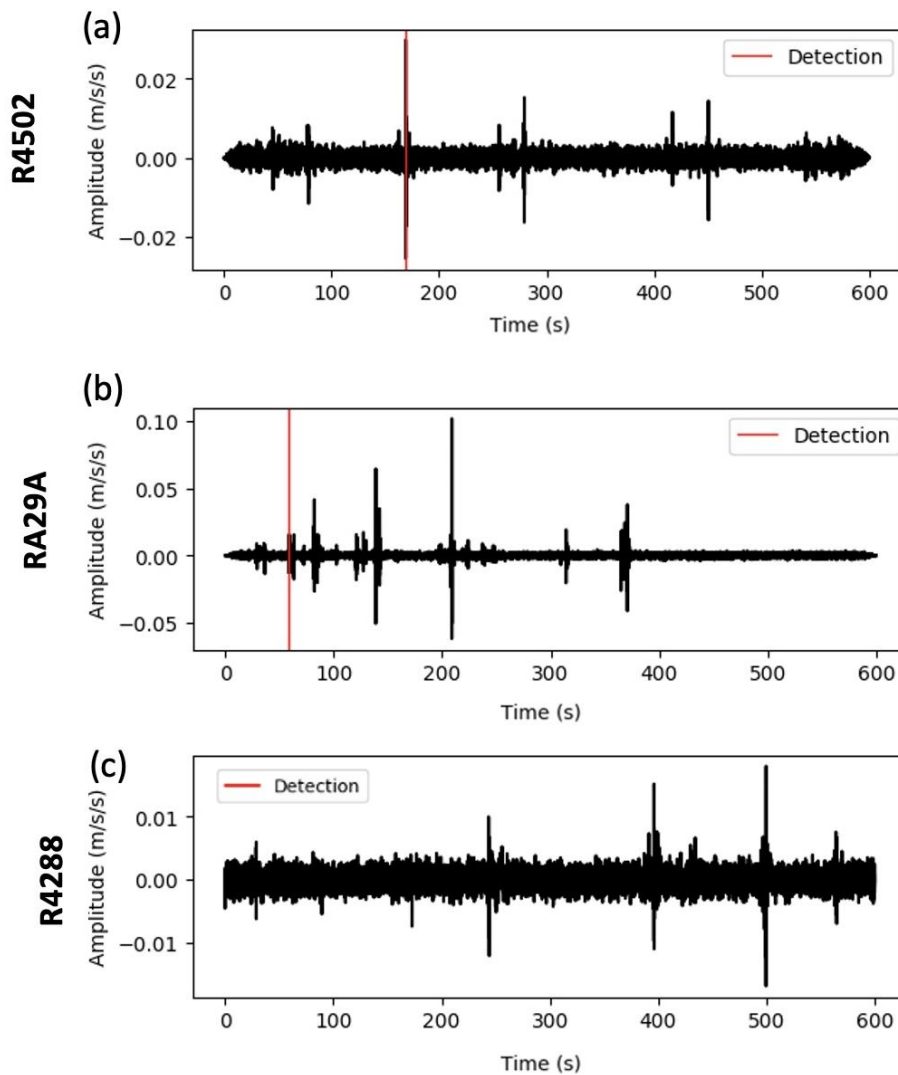 (a)
R4502
Amplitude (m/s/s)
0.02
0.00
−0.02
Detection
0 100 200 300 400 500 600
Time (s)
(b)
RA29A
Amplitude (m/s/s)
0.10
0.05
0.00
−0.05
Detection
0 100 200 300 400 500 600
Time (s)
(c)
R4288
Amplitude (m/s/s)
0.01
0.00
−0.01
Detection
0 100 200 300 400 500 600
Time (s)